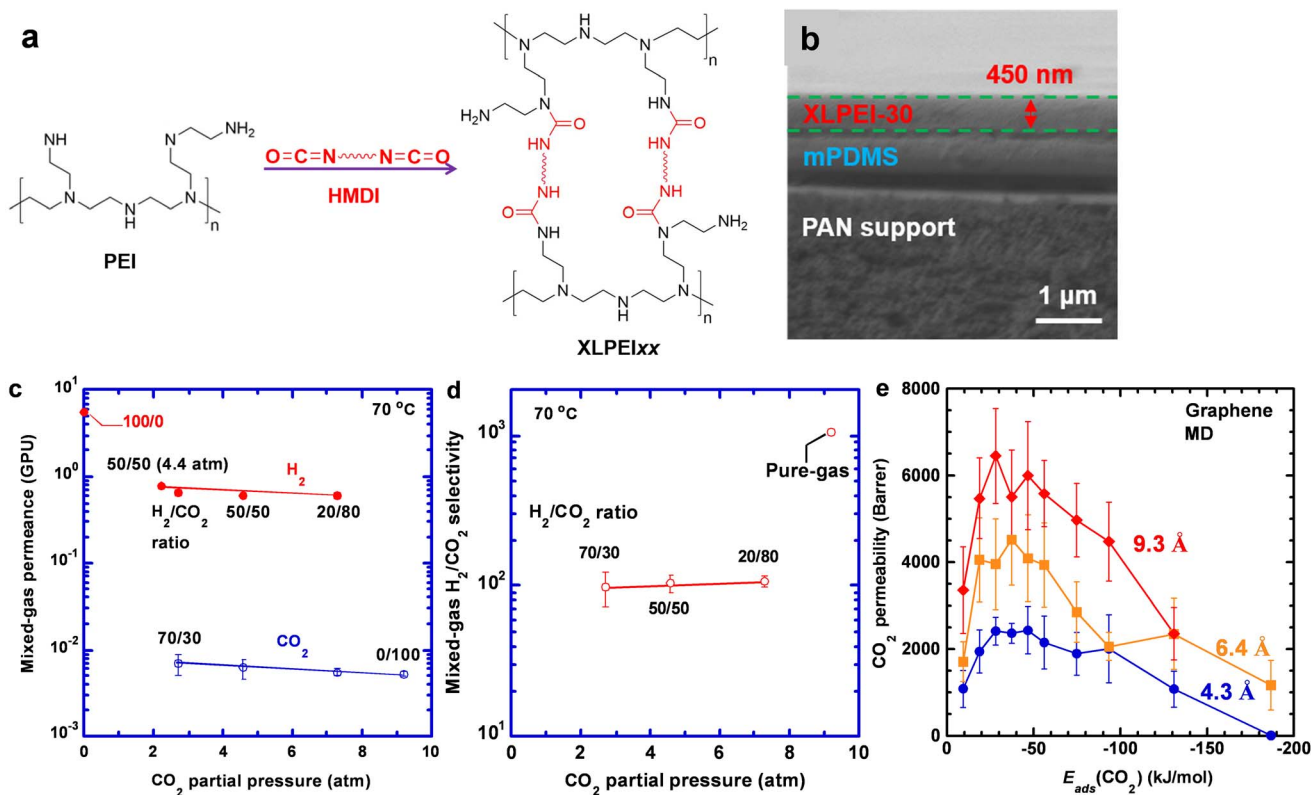 a
NH
N
NH₂
N
N
H
N
n
PEI
O=C=N N=C=O
HMDI
H
N
N
N
n
N
NH
H₂N
O
O
HN
HN
NH
NH
O
O
NH
N
NH₂
N
N
H
N
n
XLPEIxx
b
450 nm
XLPEI-30
mPDMS
PAN support
1 µm
c
Mixed-gas permeance (GPU)
10¹
10⁰
10⁻¹
10⁻²
10⁻³
70 °C
100/0
50/50 (4.4 atm)
H₂
H₂/CO₂
ratio
50/50
20/80
70/30
CO₂
0/100
0 2 4 6 8 10
CO₂ partial pressure (atm)
d
Mixed-gas H₂/CO₂ selectivity
10³
10²
10¹
70 °C
Pure-gas
H₂/CO₂ ratio
70/30
50/50
20/80
0 2 4 6 8 10
CO₂ partial pressure (atm)
e
CO₂ permeability (Barrer)
8000
6000
4000
2000
0
Graphene
MD
9.3 Å
6.4 Å
4.3 Å
0 -50 -100 -150 -200
E_ads(CO₂) (kJ/mol)